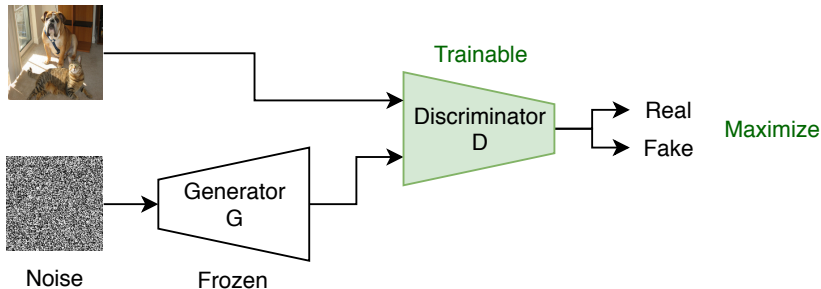 Trainable
Discriminator
D
Real
Fake
Maximize
Generator
G
Noise
Frozen